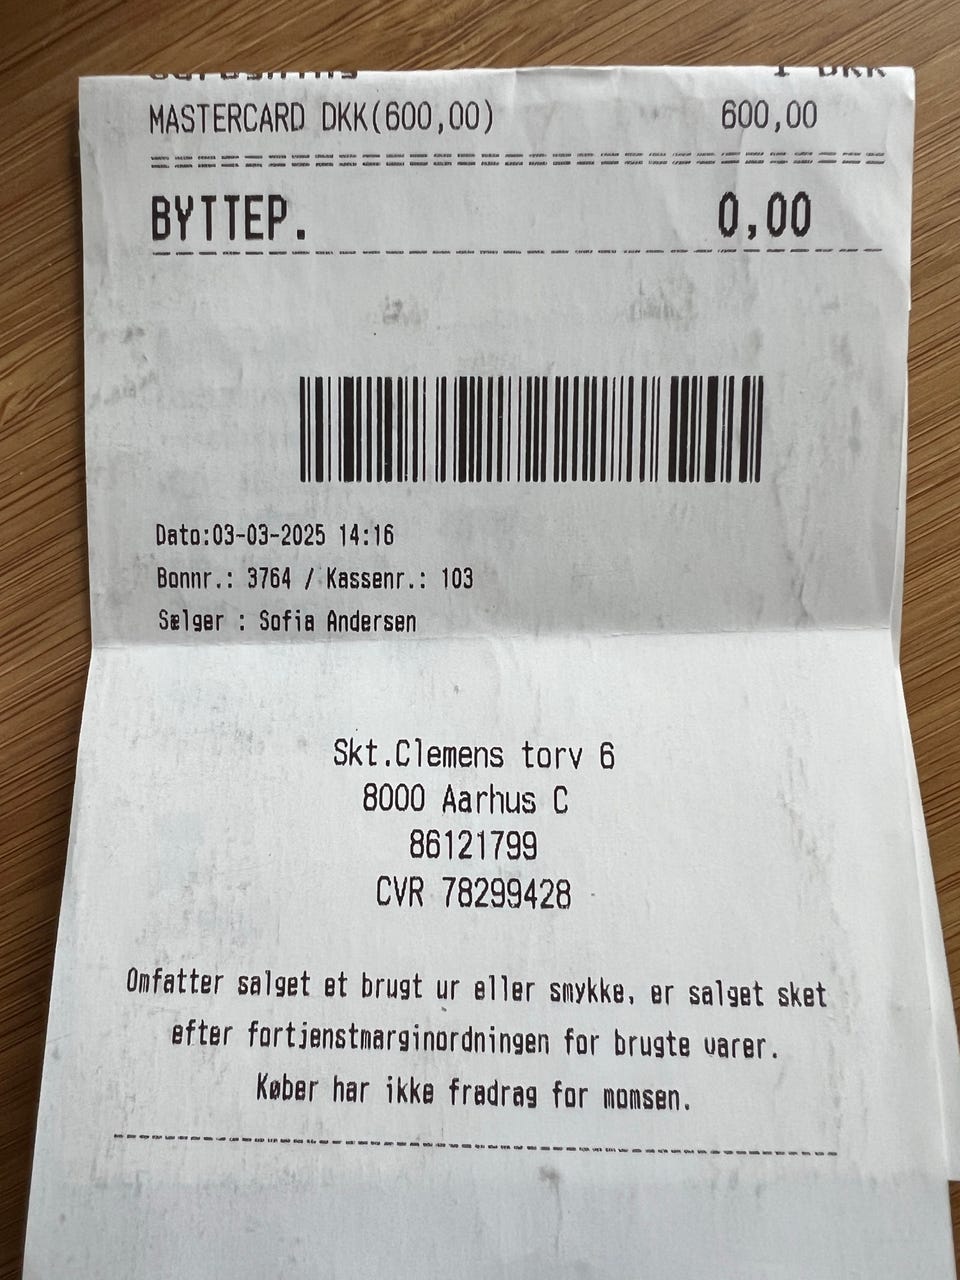 DKK
MASTERCARD DKK(600,00) 600,00
BYTTEP. 0,00
Dato:03-03-2025 14:16
Bonnr.: 3764 / Kassenr.: 103
Sælger : Sofia Andersen
Skt.Clemens torv 6
8000 Aarhus C
86121799
CVR 78299428
Omfatter salget et brugt ur eller smykke, er salget sket
efter fortjenstmarginordningen for brugte varer.
Køber har ikke fradrag for momsen.